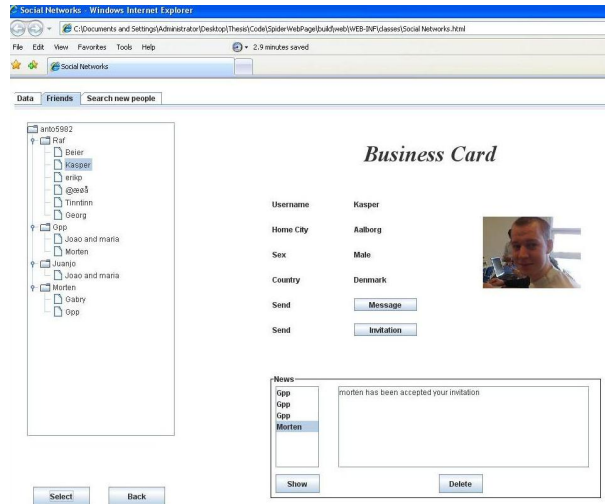 Social Networks - Windows Internet Explorer
C:\Documents and Settings\Administrator\Desktop\Thesis\Code\SpiderWebPage\build\web\WEB-INF\classes\Social Networks.html
File Edit View Favorites Tools Help
2.9 minutes saved
Social Networks
Data Friends Search new people
anto5982
Raf
Beier
Kasper
erikp
@œøå
Tinntinn
Georg
Gpp
Joao and maria
Morten
Juanjo
Joao and maria
Morten
Gabry
Gpp
Select Back
Business Card
Username Kasper
Home City Aalborg
Sex Male
Country Denmark
Send Message
Send Invitation
News
Gpp
Gpp
Gpp
Morten
morten has been accepted your invitation
Show Delete